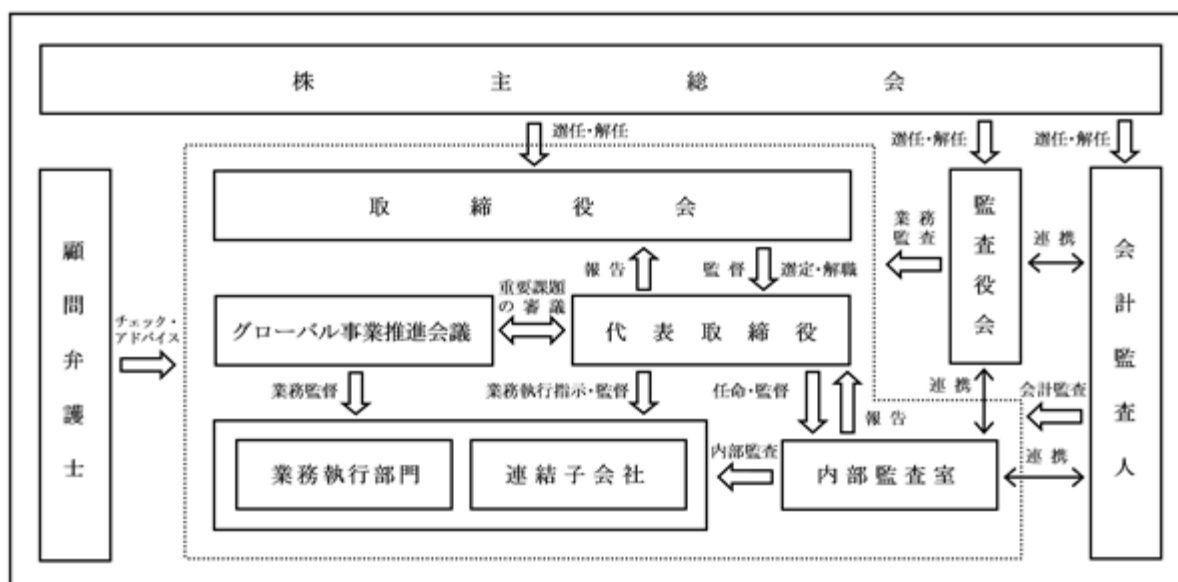 株主総会
選任・解任
選任・解任
選任・解任
取締役会
監査役会
会計監査人
顧問弁護士
業務
監査
連携
報告
監督
選定・解職
重要課題
の審議
チェック・
アドバイス
グローバル事業推進会議
代表取締役
業務監督
業務執行指示・監督
任命・監督
報告
連携
会計監査
業務執行部門
連結子会社
内部監査
内部監査室
連携